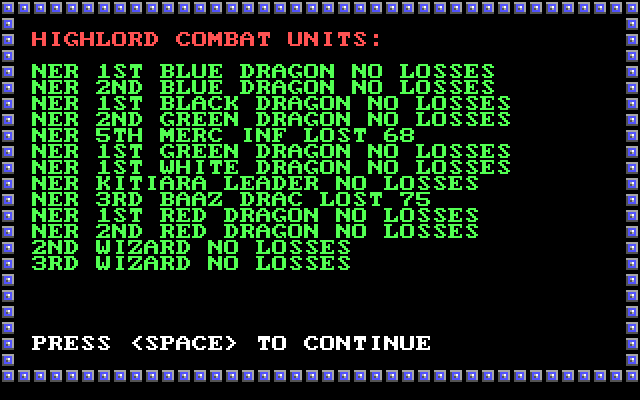 HIGHLORD COMBAT UNITS:
NER 1ST BLUE DRAGON NO LOSSES
NER 2ND BLUE DRAGON NO LOSSES
NER 1ST BLACK DRAGON NO LOSSES
NER 2ND GREEN DRAGON NO LOSSES
NER 5TH MERC INF LOST 68
NER 1ST GREEN DRAGON NO LOSSES
NER 1ST WHITE DRAGON NO LOSSES
NER KITIARA LEADER NO LOSSES
NER 3RD BAAZ DRAC LOST 75
NER 1ST RED DRAGON NO LOSSES
NER 2ND RED DRAGON NO LOSSES
2ND WIZARD NO LOSSES
3RD WIZARD NO LOSSES
PRESS <SPACE> TO CONTINUE